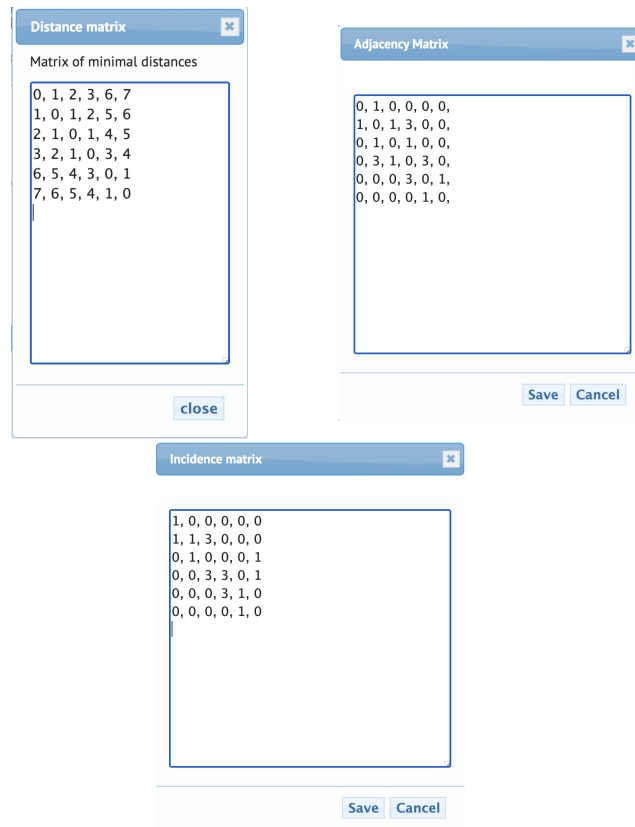 Distance matrix
Matrix of minimal distances
0, 1, 2, 3, 6, 7
1, 0, 1, 2, 5, 6
2, 1, 0, 1, 4, 5
3, 2, 1, 0, 3, 4
6, 5, 4, 3, 0, 1
7, 6, 5, 4, 1, 0
close
Adjacency Matrix
0, 1, 0, 0, 0, 0,
1, 0, 1, 3, 0, 0,
0, 1, 0, 1, 0, 0,
0, 3, 1, 0, 3, 0,
0, 0, 0, 3, 0, 1,
0, 0, 0, 0, 1, 0,
Save Cancel
Incidence matrix
1, 0, 0, 0, 0, 0
1, 1, 3, 0, 0, 0
0, 1, 0, 0, 0, 1
0, 0, 3, 3, 0, 1
0, 0, 0, 3, 1, 0
0, 0, 0, 0, 1, 0
Save Cancel